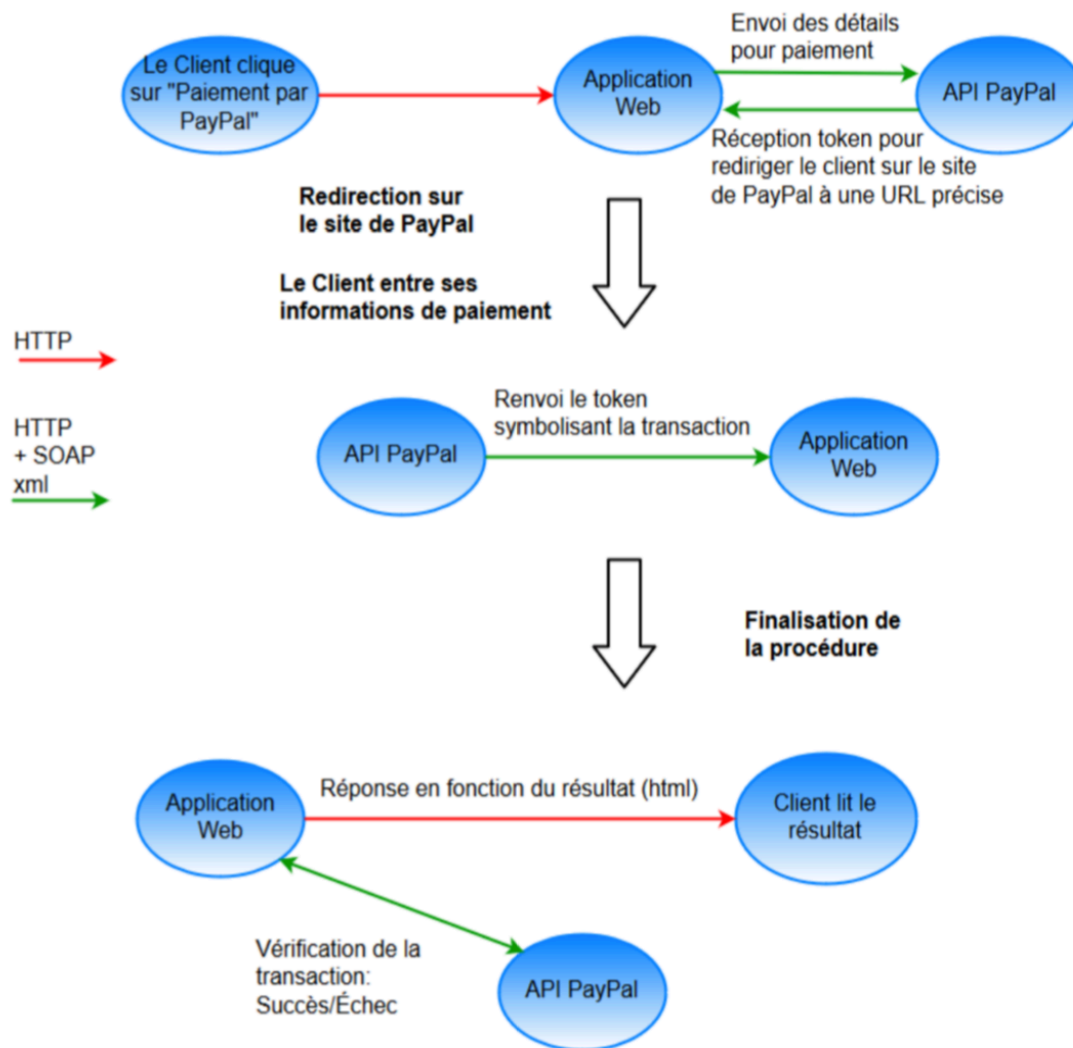 Le Client clique
sur "Paiement par
PayPal"
Application
Web
Envoi des détails
pour paiement
API PayPal
Réception token pour
rediriger le client sur le site
de PayPal à une URL précise
Redirection sur
le site de PayPal
Le Client entre ses
informations de paiement
HTTP
HTTP
+ SOAP
xml
API PayPal
Renvoi le token
symbolisant la transaction
Application
Web
Finalisation de
la procédure
Application
Web
Réponse en fonction du résultat (html)
Client lit le
résultat
Vérification de la
transaction:
Succès/Échec
API PayPal